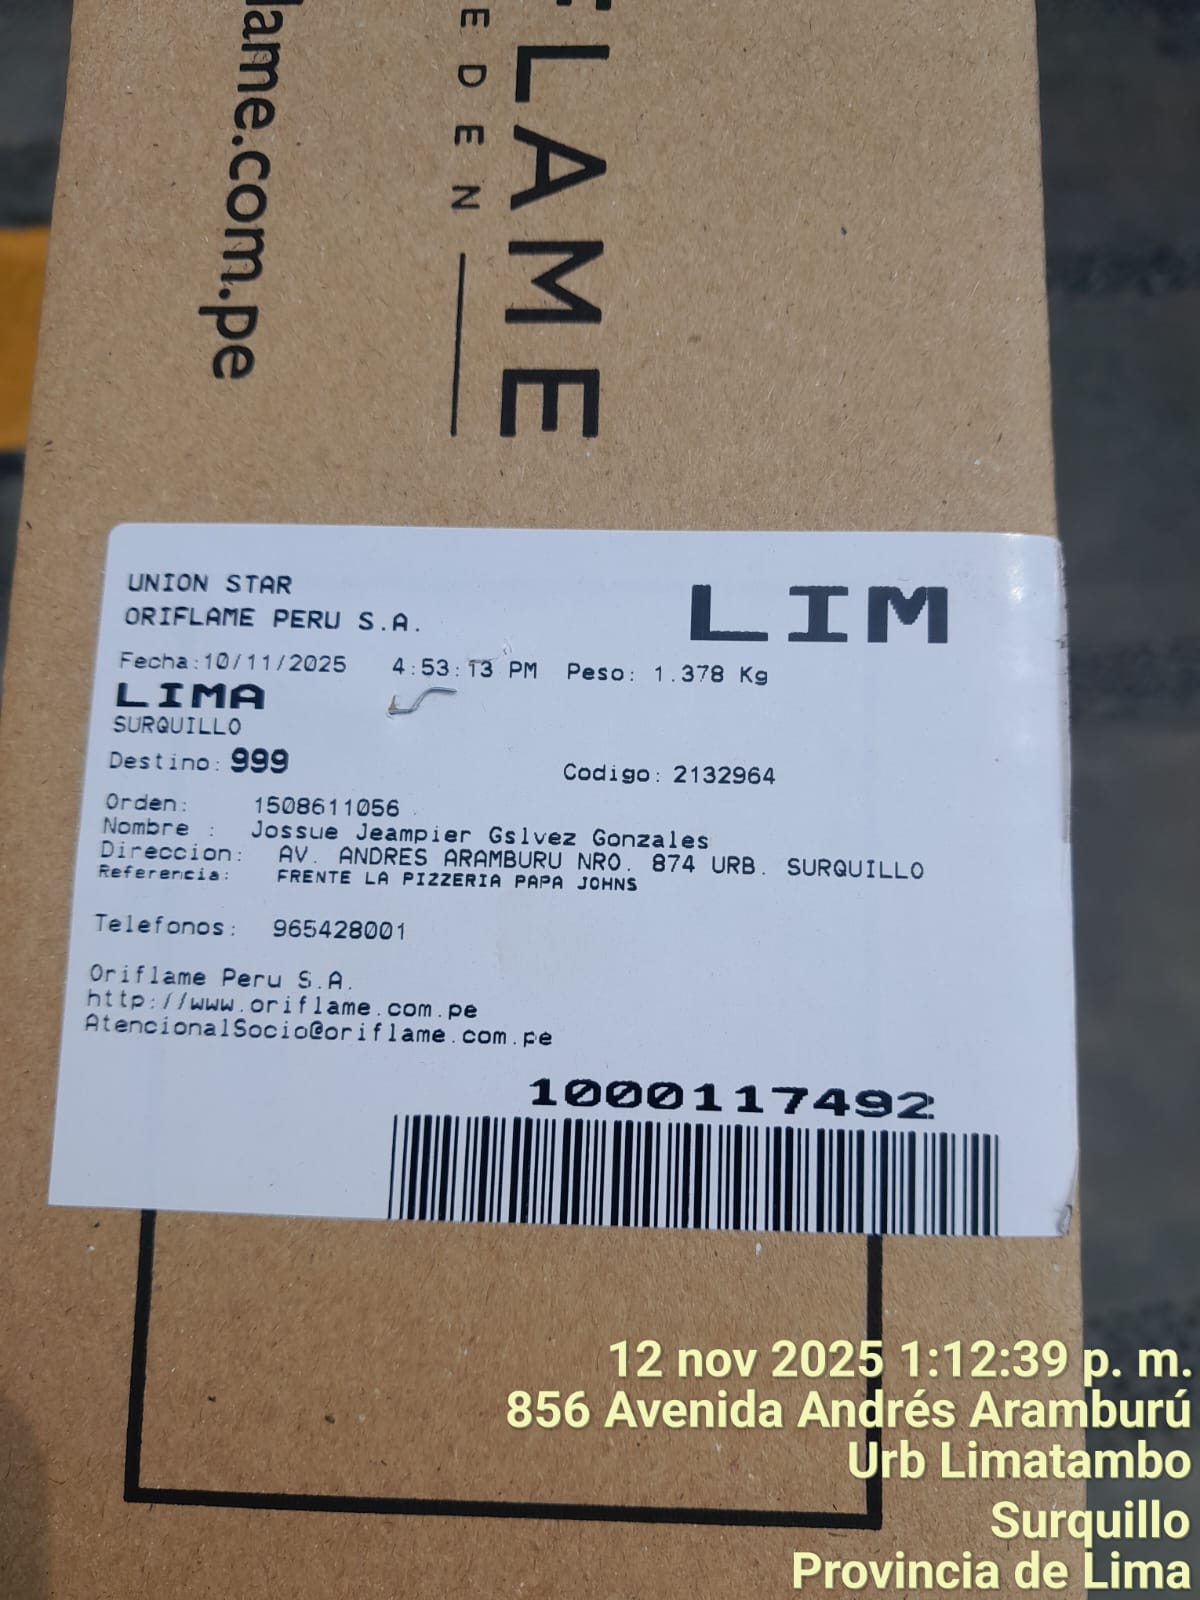 lame.com.pe
FLAME
EDEN
UNION STAR
ORIFLAME PERU S.A.
LIM
Fecha:10/11/2025 4:53:13 PM Peso: 1.378 Kg
LIMA
SURQUILLO
Destino: 999
Codigo: 2132964
Orden: 1508611056
Nombre : Jossue Jeampier Gslvez Gonzales
Direccion: AV. ANDRES ARAMBURU NRO. 874 URB. SURQUILLO
Referencia: FRENTE LA PIZZERIA PAPA JOHNS
Telefonos: 965428001
Oriflame Peru S.A.
http://www.oriflame.com.pe
AtencionalSocio@oriflame.com.pe
1000117492
12 nov 2025 1:12:39 p. m.
856 Avenida Andrés Aramburú
Urb Limatambo
Surquillo
Provincia de Lima